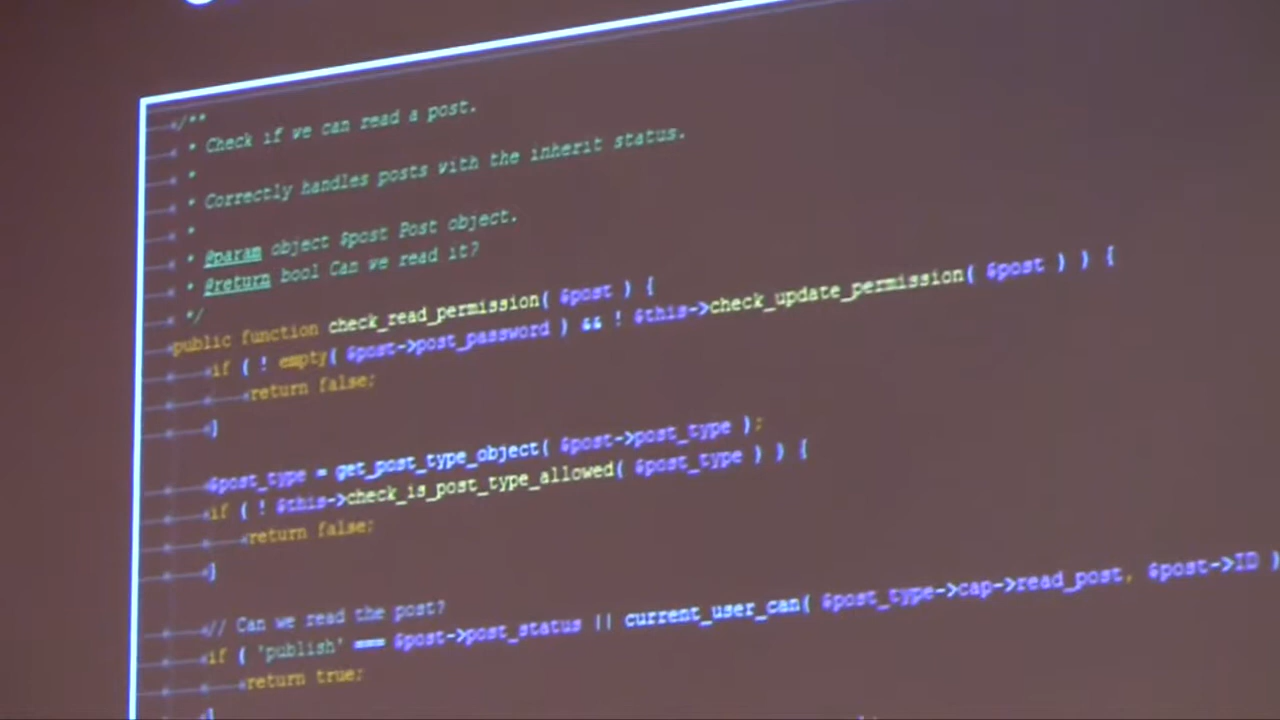 /**
* Check if we can read a post.
*
* Correctly handles posts with the inherit status.
*
* @param object $post Post object.
* @return bool Can we read it?
*/
public function check_read_permission( $post ) {
if ( ! empty( $post->post_password ) && ! $this->check_update_permission( $post ) ) {
return false;
}
$post_type = get_post_type_object( $post->post_type );
if ( ! $this->check_is_post_type_allowed( $post_type ) ) {
return false;
}
// Can we read the post?
if ( 'publish' === $post->post_status || current_user_can( $post_type->cap->read_post, $post->ID )
return true;
}